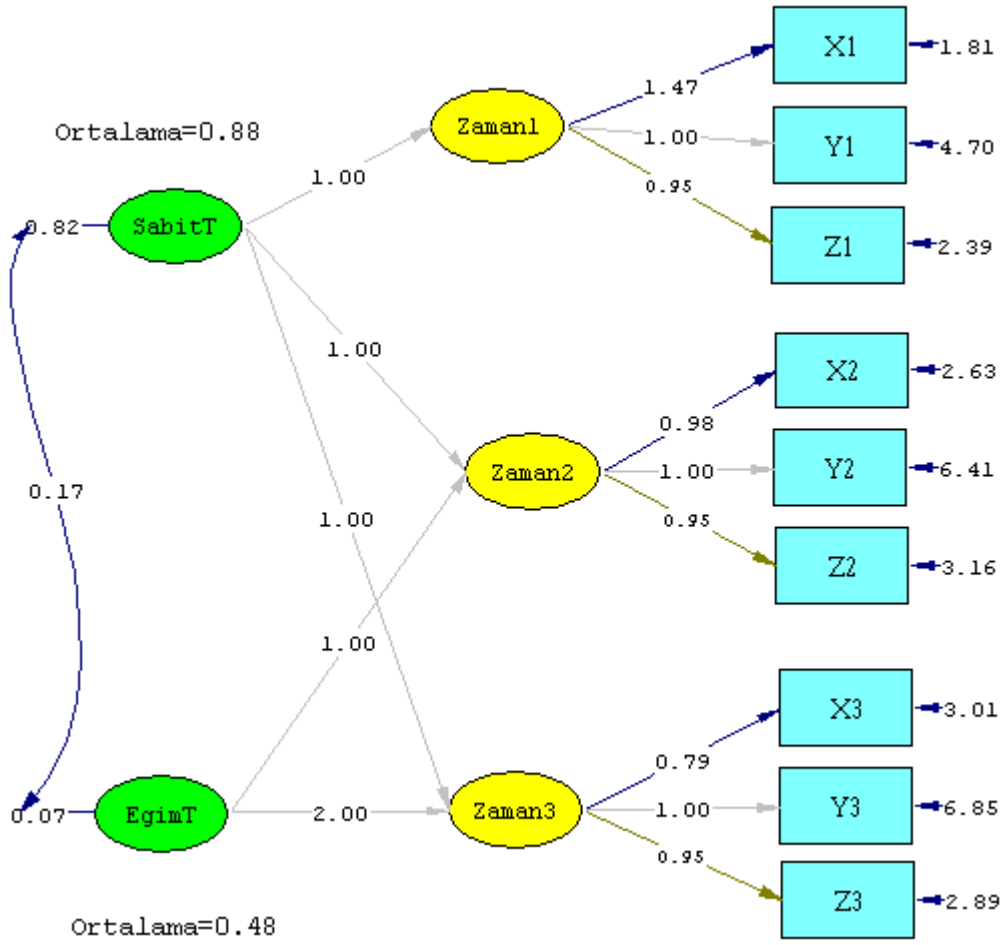 X1
1.81
1.47
Zaman1
Ortalama=0.88
1.00
Y1
4.70
1.00
0.95
0.82
SabitT
Z1
2.39
1.00
X2
2.63
0.98
Zaman2
1.00
Y2
6.41
0.17
1.00
0.95
Z2
3.16
1.00
X3
3.01
0.79
0.07
EgimT
2.00
Zaman3
1.00
Y3
6.85
0.95
Z3
2.89
Ortalama=0.48